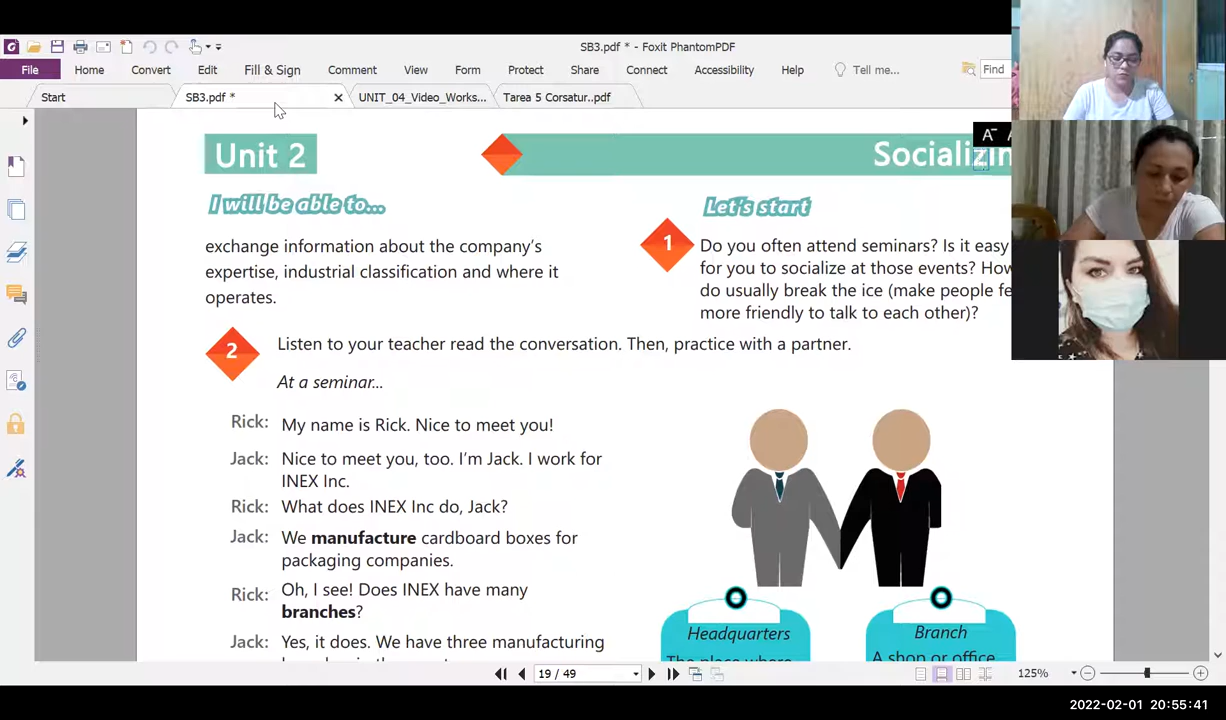 SB3.pdf * - Foxit PhantomPDF
File Home Convert Edit Fill & Sign Comment View Form Protect Share Connect Accessibility Help Tell me... Find
Start SB3.pdf * UNIT_04_Video_Works... Tarea 5 Corsatur..pdf
Unit 2
Socializin
I will be able to...
exchange information about the company's
expertise, industrial classification and where it
operates.
Let's start
1
Do you often attend seminars? Is it easy
for you to socialize at those events? How
do usually break the ice (make people fe
more friendly to talk to each other)?
2
Listen to your teacher read the conversation. Then, practice with a partner.
At a seminar...
Rick: My name is Rick. Nice to meet you!
Jack: Nice to meet you, too. I'm Jack. I work for
INEX Inc.
Rick: What does INEX Inc do, Jack?
Jack: We manufacture cardboard boxes for
packaging companies.
Rick: Oh, I see! Does INEX have many
branches?
Jack: Yes, it does. We have three manufacturing
Headquarters
The place where
Branch
A shop or office
19 / 49
125%
2022-02-01 20:55:41